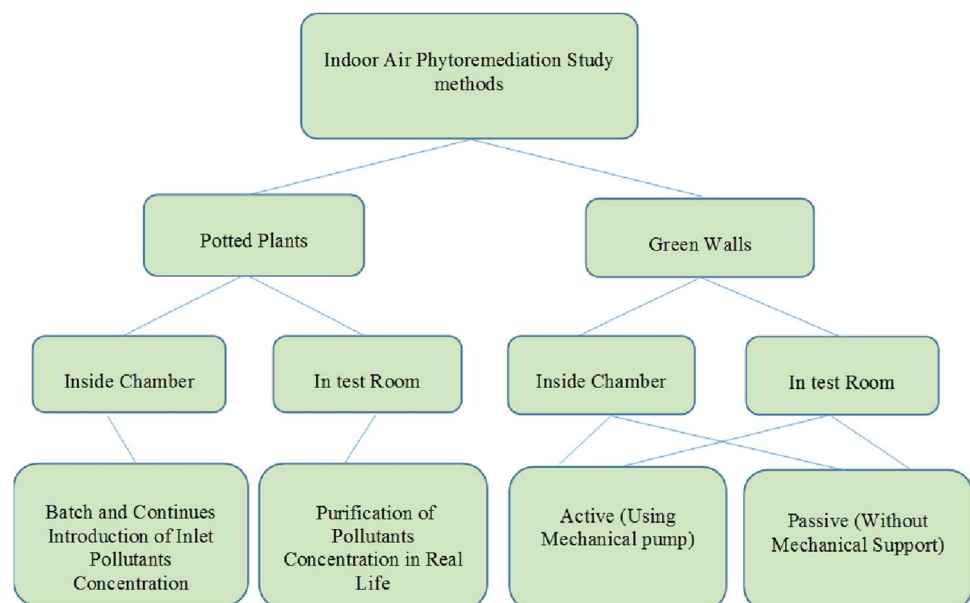 Indoor Air Phytoremediation Study
methods
Potted Plants
Green Walls
Inside Chamber
In test Room
Inside Chamber
In test Room
Batch and Continues
Introduction of Inlet
Pollutants
Concentration
Purification of
Pollutants
Concentration in Real
Life
Active (Using
Mechanical pump)
Passive (Without
Mechanical Support)